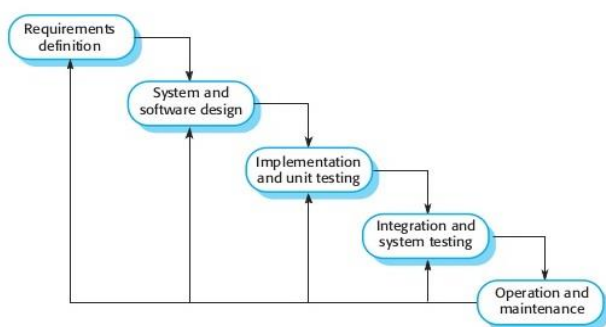 Requirements
definition
System and
software design
Implementation
and unit testing
Integration and
system testing
Operation and
maintenance